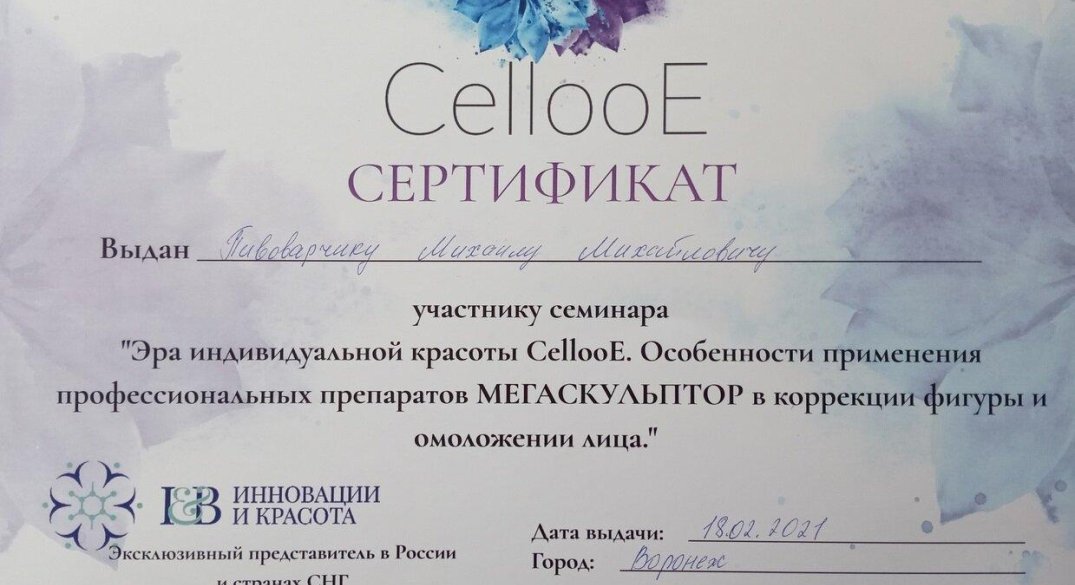 CellooE
СЕРТИФИКАТ
Выдан Пивоварчику Михаилу Михайловичу
участнику семинара
"Эра индивидуальной красоты CellooE. Особенности применения
профессиональных препаратов МЕГАСКУЛЬПТОР в коррекции фигуры и
омоложении лица."
I&B ИННОВАЦИИ
И КРАСОТА
Эксклюзивный представитель в России
и странах СНГ
Дата выдачи: 18.02.2021
Город: Воронеж